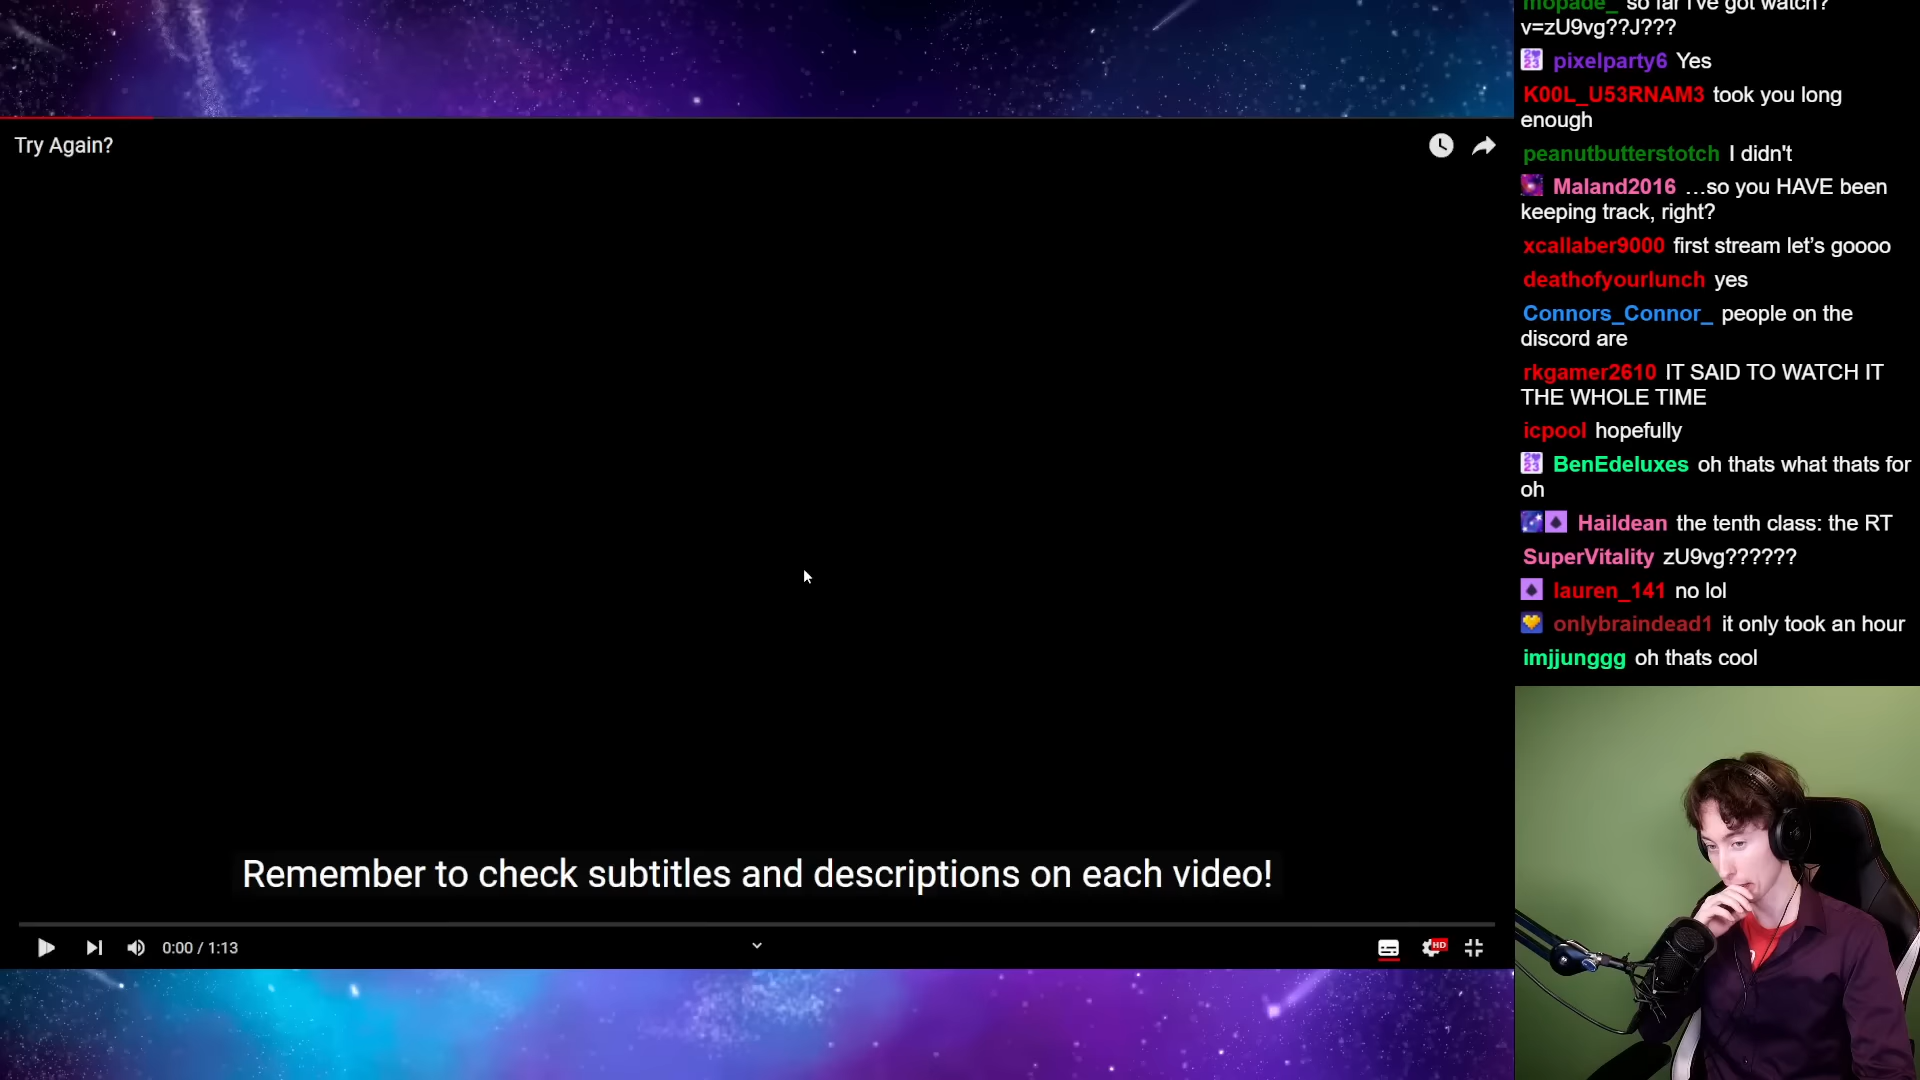 Try Again?
Remember to check subtitles and descriptions on each video!
0:00 / 1:13
HD
mopade_ so far I've got watch?
v=zU9vg??J???
pixelparty6 Yes
K00L_U53RNAM3 took you long
enough
peanutbutterstotch I didn't
Maland2016 …so you HAVE been
keeping track, right?
xcallaber9000 first stream let’s goooo
deathofyourlunch yes
Connors_Connor_ people on the
discord are
rkgamer2610 IT SAID TO WATCH IT
THE WHOLE TIME
icpool hopefully
BenEdeluxes oh thats what thats for
oh
Haildean the tenth class: the RT
SuperVitality zU9vg??????
lauren_141 no lol
onlybraindead1 it only took an hour
imjjunggg oh thats cool